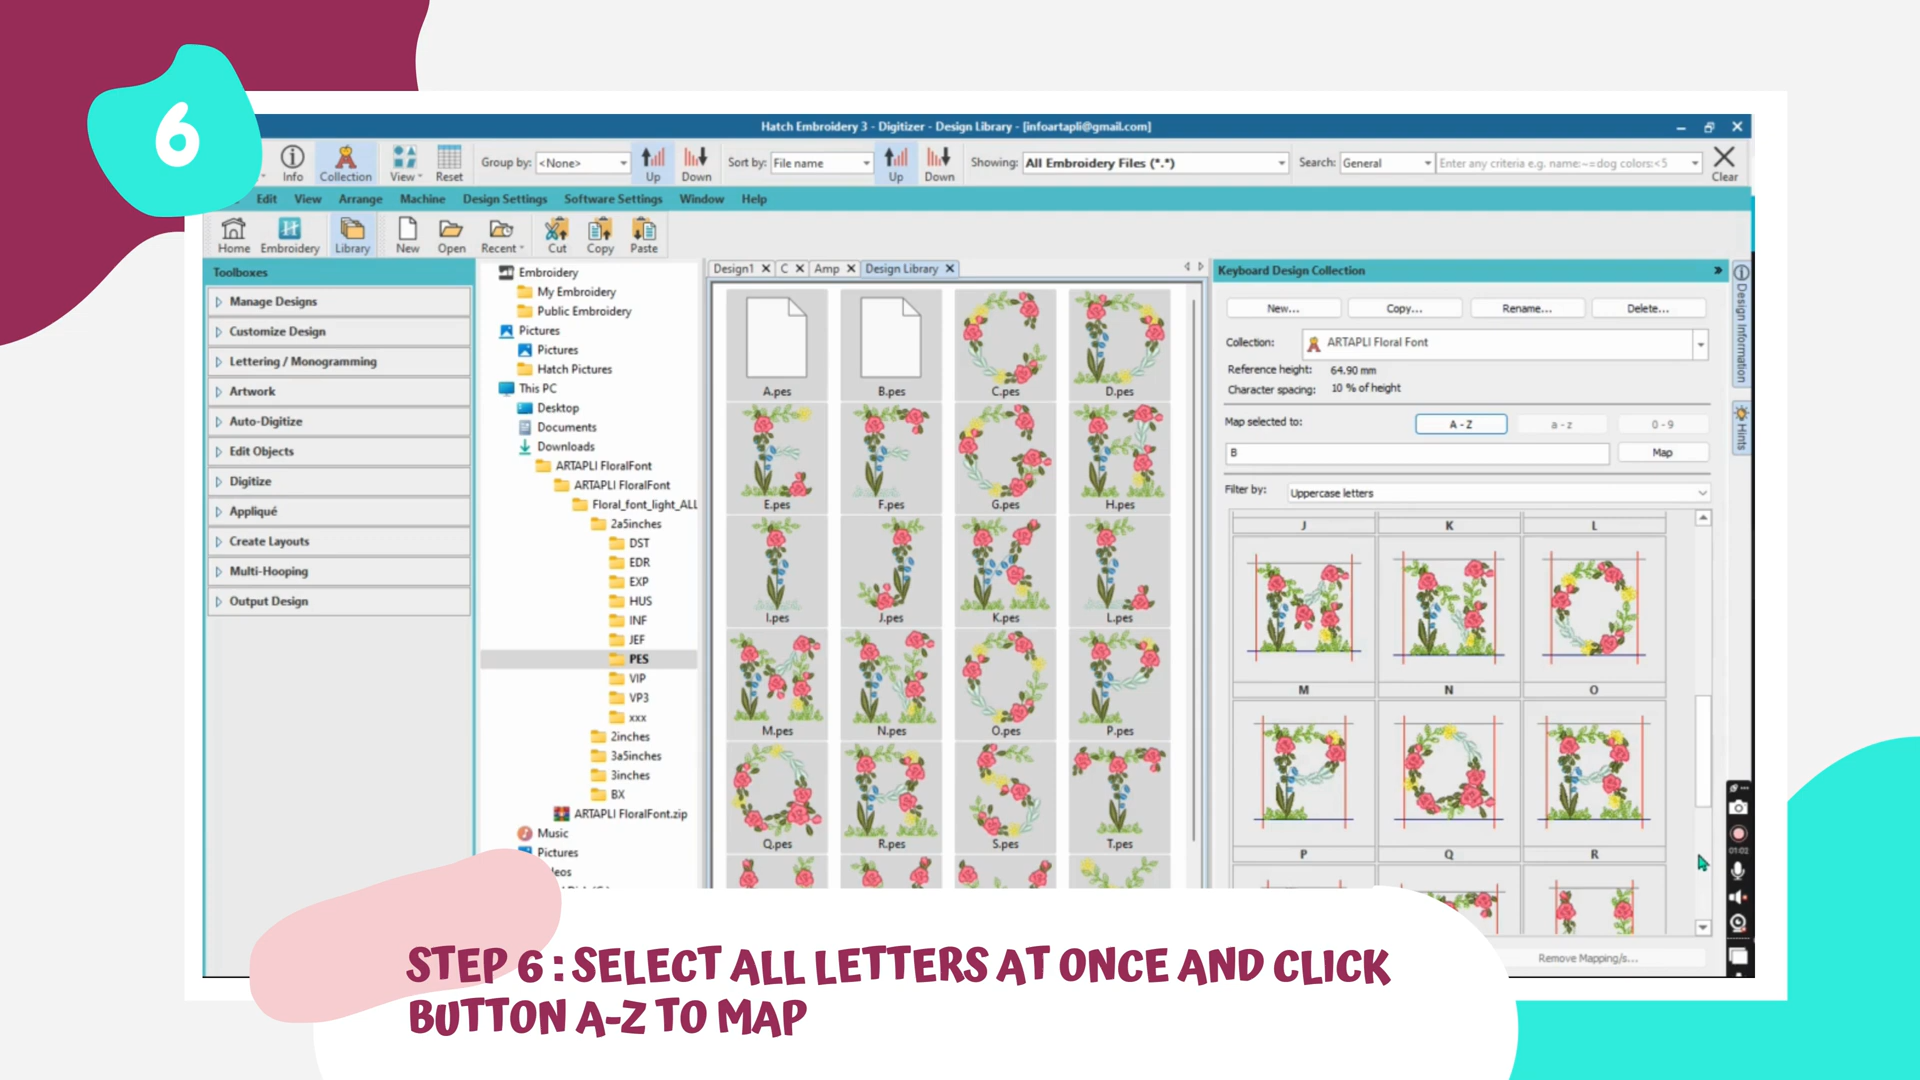 6
Hatch Embroidery 3 - Digitizer - Design Library - [infoartapli@gmail.com]
Info
Collection
View
Reset
Group by: <None>
Up
Down
Sort by: File name
Up
Down
Showing: All Embroidery Files (*.*)
Search: General
Enter any criteria e.g. name:~=dog colors:<5
Clear
Edit View Arrange Machine Design Settings Software Settings Window Help
Home Embroidery Library New Open Recent Cut Copy Paste
Toolboxes
Manage Designs
Customize Design
Lettering / Monogramming
Artwork
Auto-Digitize
Edit Objects
Digitize
Appliqué
Create Layouts
Multi-Hooping
Output Design
Embroidery
My Embroidery
Public Embroidery
Pictures
Pictures
Hatch Pictures
This PC
Desktop
Documents
Downloads
ARTAPLI FloralFont
ARTAPLI FloralFont
Floral_font_light_ALL
2a5inches
DST
EDR
EXP
HUS
INF
JEF
PES
VIP
VP3
xxx
2inches
3a5inches
3inches
BX
ARTAPLI FloralFont.zip
Music
Pictures
eos
Design1 C Amp Design Library
A.pes B.pes C.pes D.pes
E.pes F.pes G.pes H.pes
I.pes J.pes K.pes L.pes
M.pes N.pes O.pes P.pes
Q.pes R.pes S.pes T.pes
Keyboard Design Collection
New... Copy... Rename... Delete...
Collection: ARTAPLI Floral Font
Reference height: 64.90 mm
Character spacing: 10 % of height
Map selected to: A - Z a - z 0 - 9
B Map
Filter by: Uppercase letters
J K L
M N O
P Q R
Remove Mapping/s...
Design Information
Hints
01:02
STEP 6 : SELECT ALL LETTERS AT ONCE AND CLICK
BUTTON A-Z TO MAP